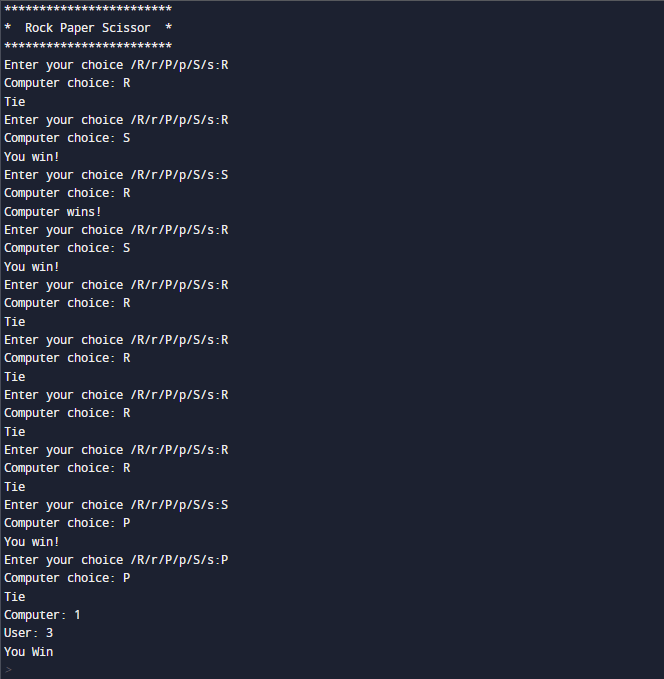 ************************
*  Rock Paper Scissor  *
************************
Enter your choice /R/r/P/p/S/s:R
Computer choice: R
Tie
Enter your choice /R/r/P/p/S/s:R
Computer choice: S
You win!
Enter your choice /R/r/P/p/S/s:S
Computer choice: R
Computer wins!
Enter your choice /R/r/P/p/S/s:R
Computer choice: S
You win!
Enter your choice /R/r/P/p/S/s:R
Computer choice: R
Tie
Enter your choice /R/r/P/p/S/s:R
Computer choice: R
Tie
Enter your choice /R/r/P/p/S/s:R
Computer choice: R
Tie
Enter your choice /R/r/P/p/S/s:R
Computer choice: R
Tie
Enter your choice /R/r/P/p/S/s:S
Computer choice: P
You win!
Enter your choice /R/r/P/p/S/s:P
Computer choice: P
Tie
Computer: 1
User: 3
You Win
>